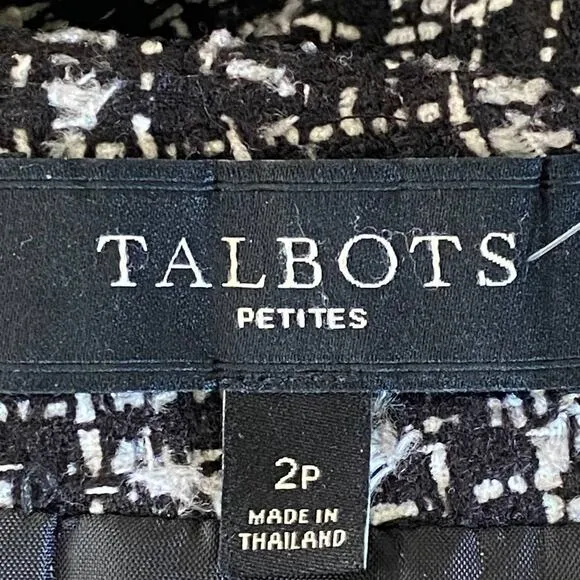 TALBOTS
PETITES
2P
MADE IN
THAILAND